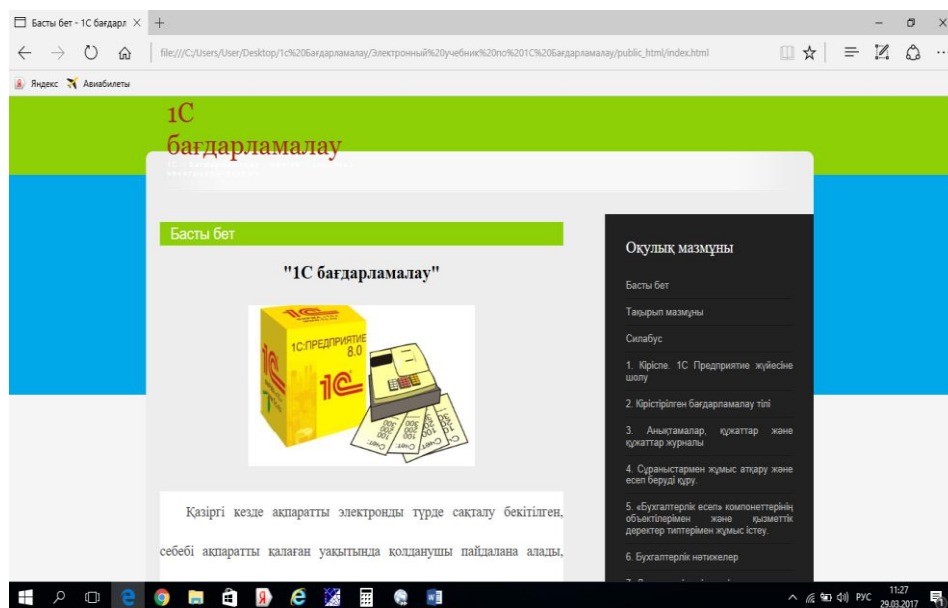 Басты бет - 1С бағдарл
file:///C:/Users/User/Desktop/1c%20Бағдарламалау/Электронный%20учебник%20по%201С%20Бағдарламалау/public_html/index.html
Яндекс
Авиабилеты
1С
бағдарламалау
Басты бет
"1С бағдарламалау"
1С:ПРЕДПРИЯТИЕ
8.0
Қазіргі кезде ақпаратты электронды түрде сақталу бекітілген,
себебі ақпаратты қалаған уақытында қолданушы пайдалана алады,
Оқулық мазмұны
Басты бет
Тақырып мазмұны
Силабус
1. Кіріспе. 1С Предприятие жүйесіне
шолу
2. Кірістірілген бағдарламалау тілі
3. Анықтамалар, құжаттар және
құжаттар журналы
4. Сұраныстармен жұмыс атқару және
есеп беруді құру.
5. «Бухгалтерлік есеп» компонеттерінің
объектілерімен және қызметтік
деректер типтерімен жұмыс істеу.
6. Бухгалтерлік нәтижелер
РУС
11:27
29.03.2017